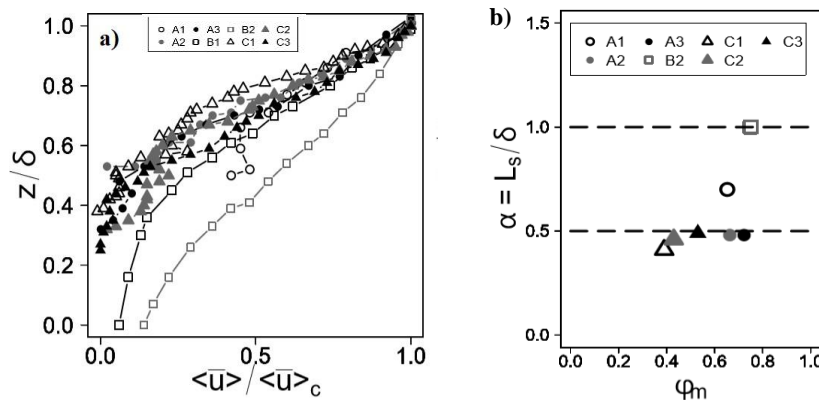 a)
A1 A3 B2 C2
A2 B1 C1 C3
1.0
0.8
0.6
0.4
0.2
0.0
z/δ
0.0 0.5 1.0
<u̅>/<u̅>c
b)
A1 A3 C1 C3
A2 B2 C2
1.5
1.0
0.5
0.0
α = Ls/δ
0.0 0.2 0.4 0.6 0.8 1.0
φm